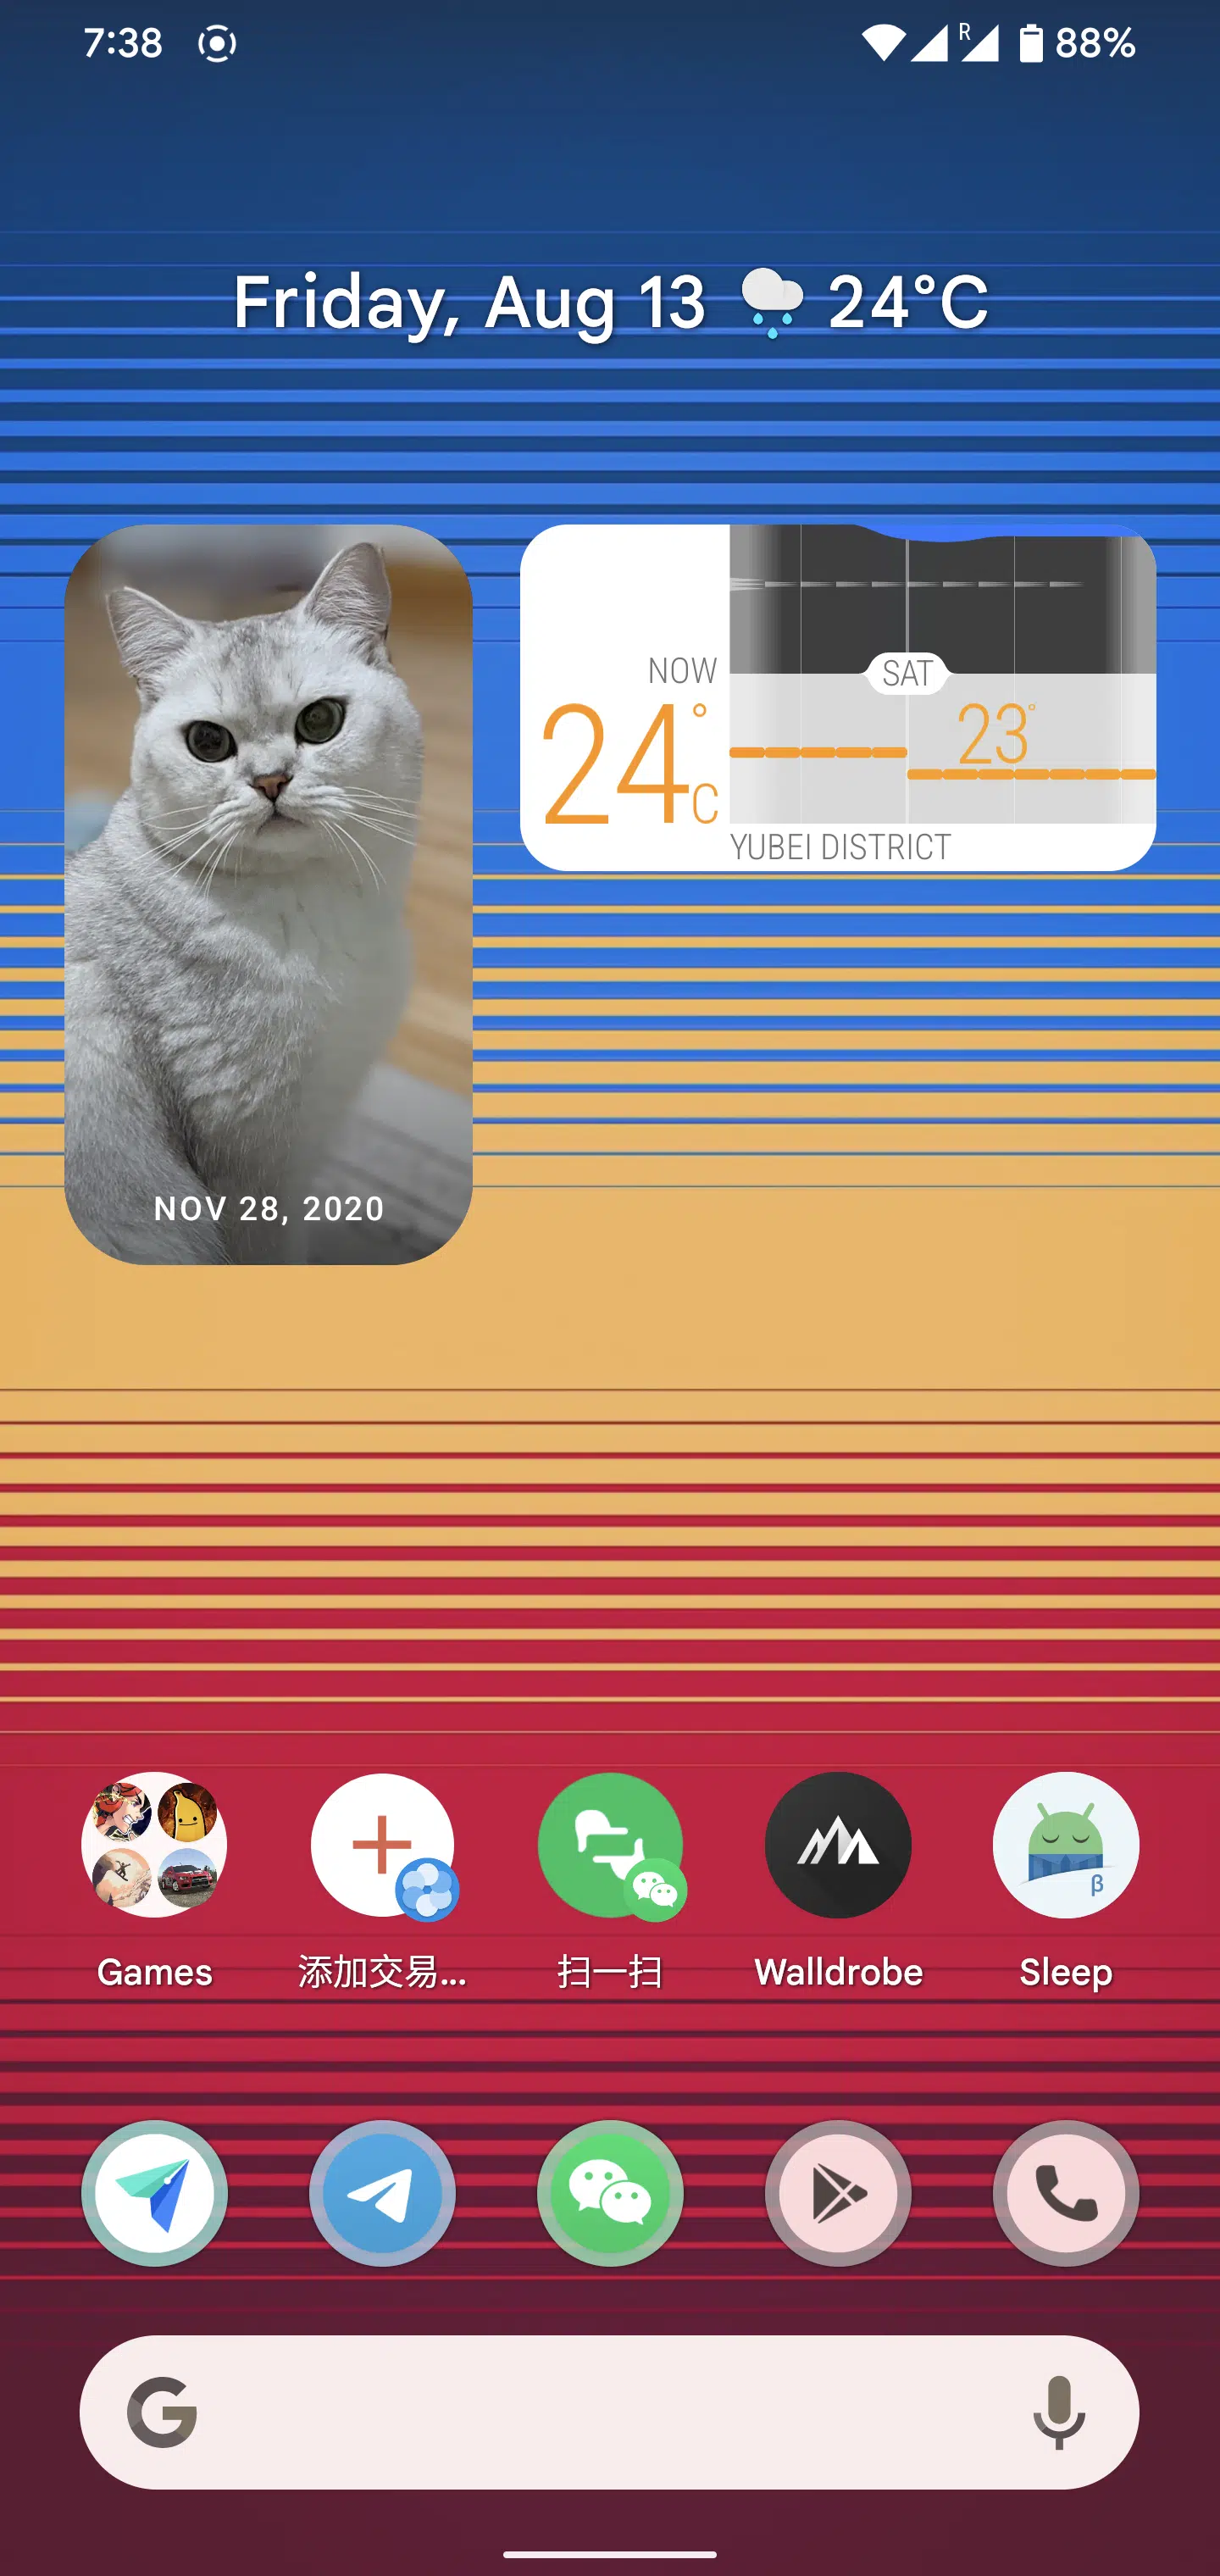 7:38
R
88%
Friday, Aug 13 24°C
NOW
24°C
SAT
23°
YUBEI DISTRICT
NOV 28, 2020
Games
添加交易...
扫一扫
Walldrobe
β
Sleep